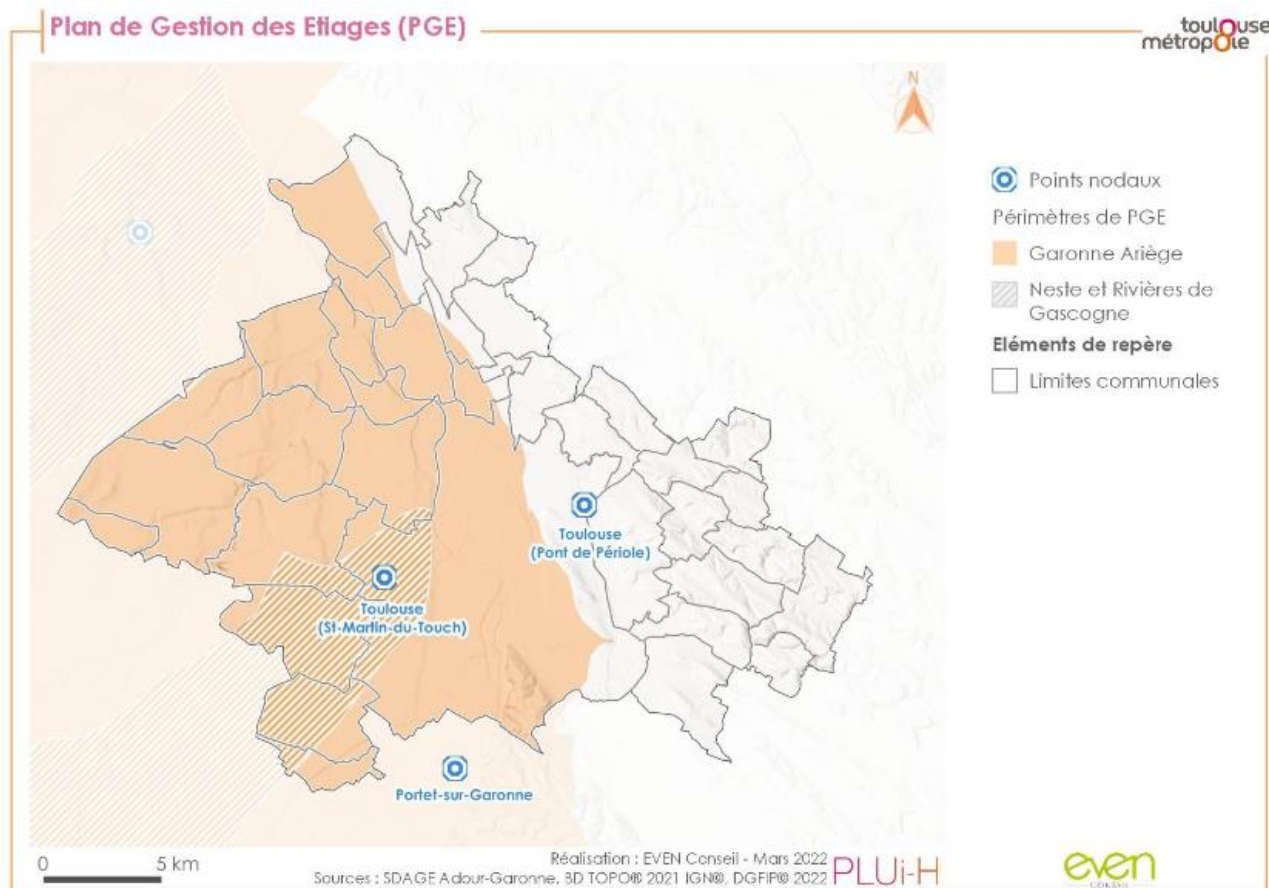 Plan de Gestion des Etiages (PGE)
toulouse
métropole
N
Points nodaux
Périmètres de PGE
Garonne Ariège
Neste et Rivières de
Gascogne
Eléments de repère
Limites communales
Toulouse
(Pont de Périole)
Toulouse
(St-Martin-du-Touch)
Portet-sur-Garonne
0 5 km
Réalisation : EVEN Conseil - Mars 2022
Sources : SDAGE Adour-Garonne, BD TOPO® 2021 IGN®, DGFIP® 2022
PLUi-H
even
CONSEIL